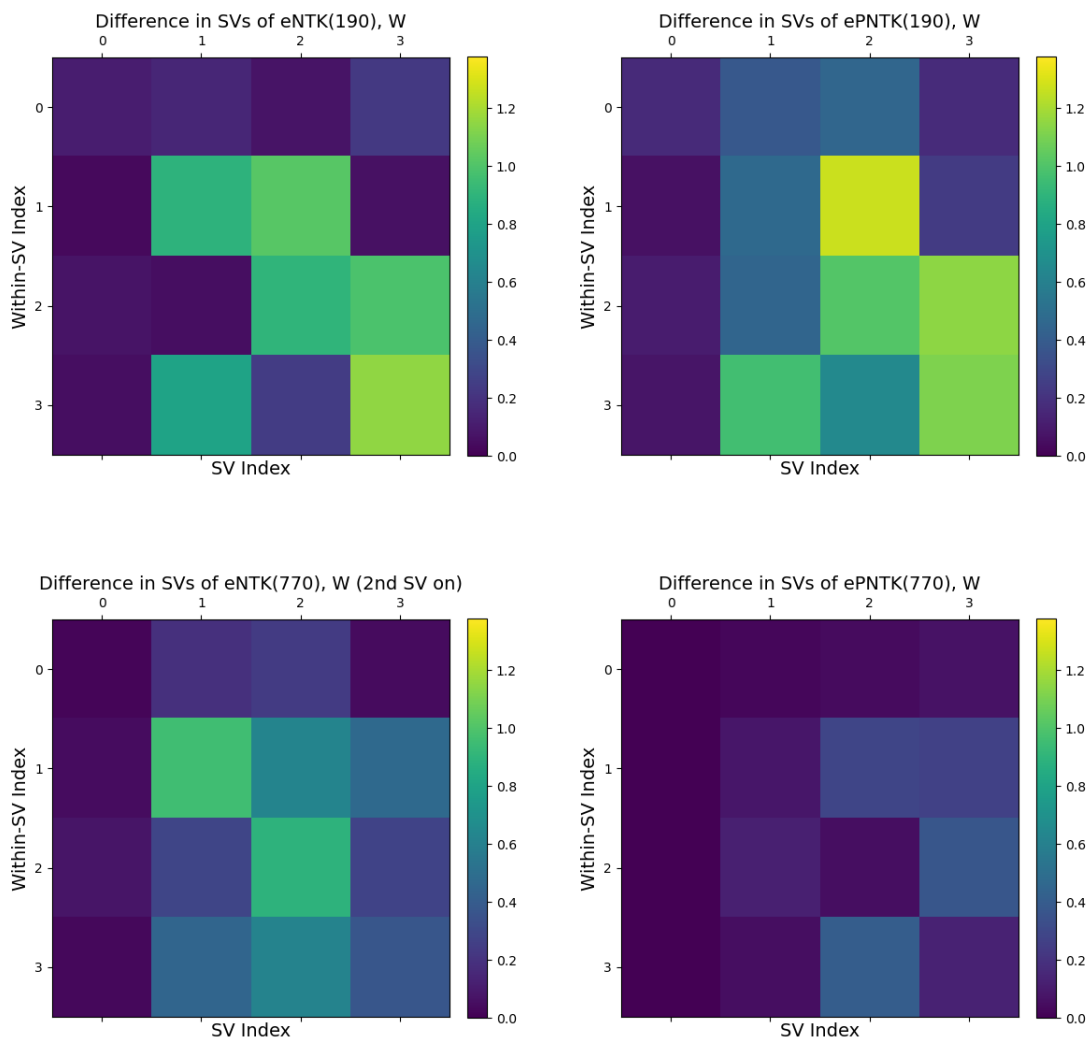 Difference in SVs of eNTK(190), W
0 1 2 3
0
1
2
3
Within-SV Index
SV Index
1.2
1.0
0.8
0.6
0.4
0.2
0.0
Difference in SVs of ePNTK(190), W
0 1 2 3
0
1
2
3
Within-SV Index
SV Index
1.2
1.0
0.8
0.6
0.4
0.2
0.0
Difference in SVs of eNTK(770), W (2nd SV on)
0 1 2 3
0
1
2
3
Within-SV Index
SV Index
1.2
1.0
0.8
0.6
0.4
0.2
0.0
Difference in SVs of ePNTK(770), W
0 1 2 3
0
1
2
3
Within-SV Index
SV Index
1.2
1.0
0.8
0.6
0.4
0.2
0.0